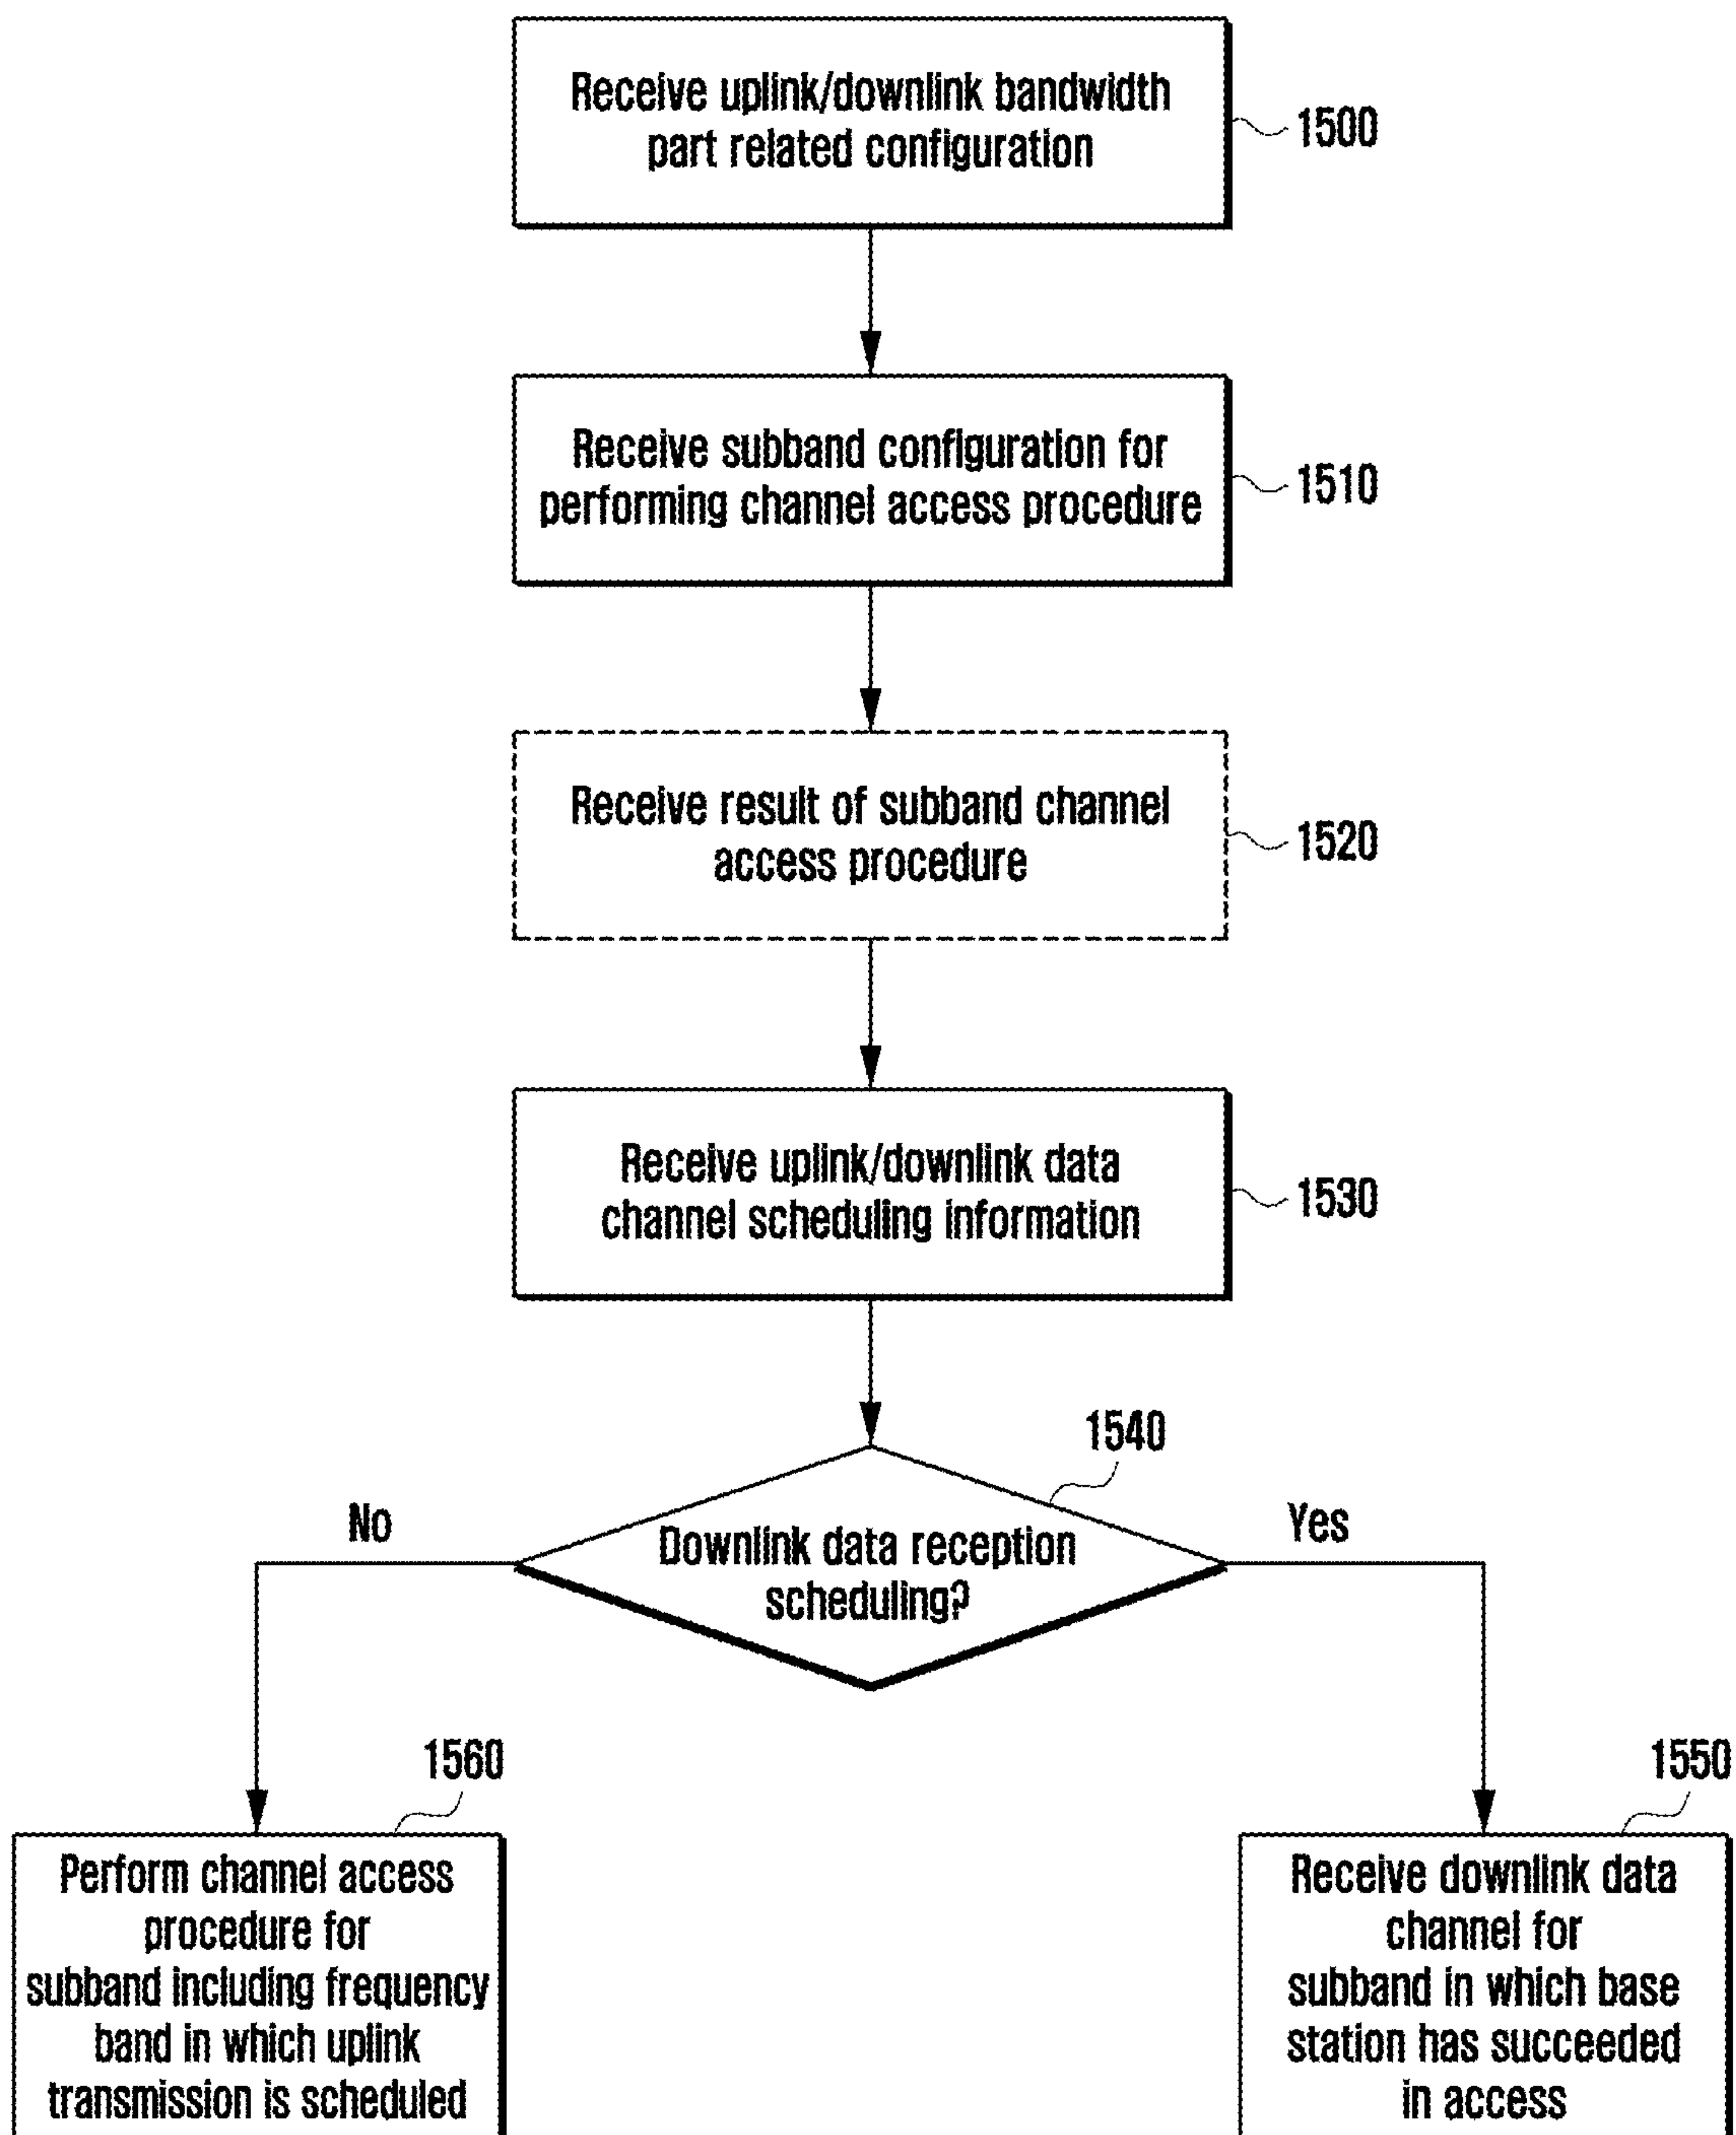 Receive uplink/downlink bandwidth
part related configuration
1500
Receive subband configuration for
performing channel access procedure
1510
Receive result of subband channel
access procedure
1520
Receive uplink/downlink data
channel scheduling information
1530
1540
No
Downlink data reception
scheduling?
Yes
1560
Perform channel access
procedure for
subband including frequency
band in which uplink
transmission is scheduled
1550
Receive downlink data
channel for
subband in which base
station has succeeded
in access